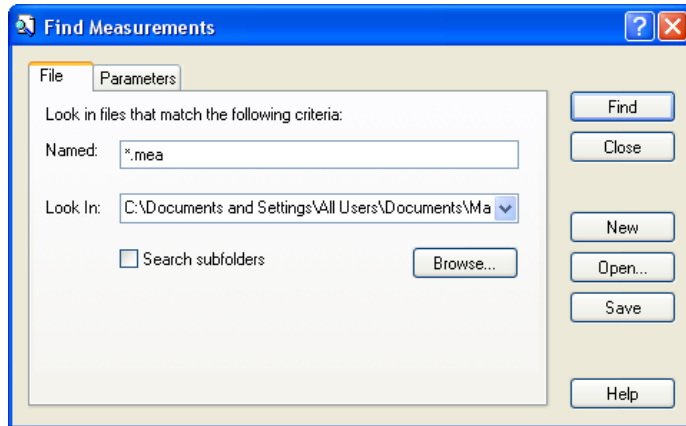 Find Measurements
File Parameters
Look in files that match the following criteria:
Named: *.mea
Look In: C:\Documents and Settings\All Users\Documents\Ma
Search subfolders
Browse...
Find
Close
New
Open...
Save
Help